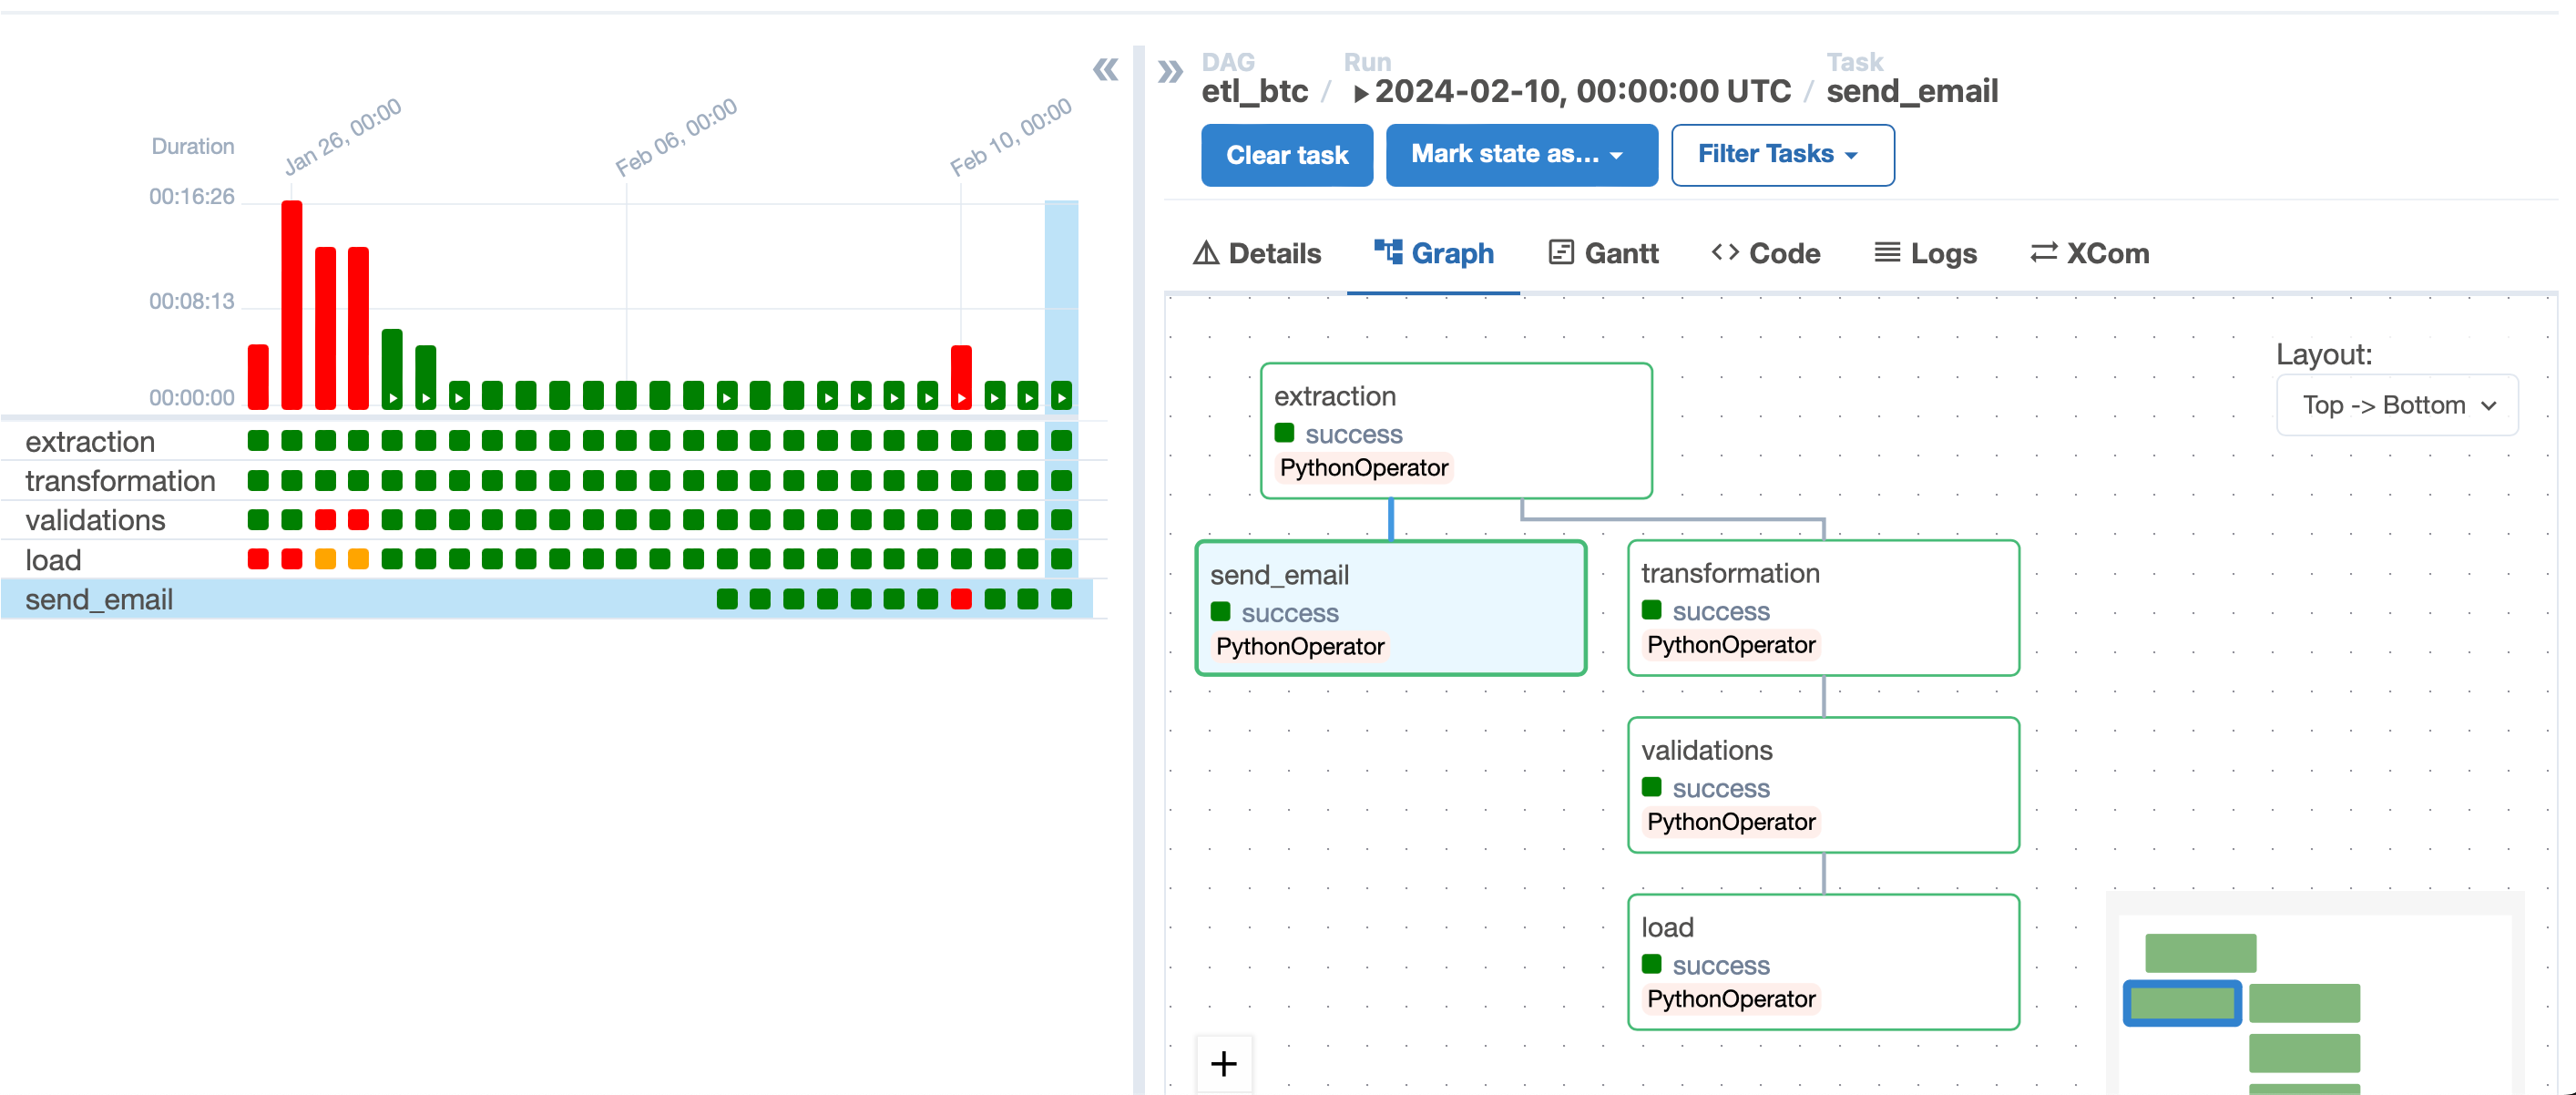 Duration
Jan 26, 00:00
Feb 06, 00:00
Feb 10, 00:00
00:16:26
00:08:13
00:00:00
extraction
transformation
validations
load
send_email
DAG
etl_btc
/
Run
2024-02-10, 00:00:00 UTC
/
Task
send_email
Clear task
Mark state as...
Filter Tasks
Details
Graph
Gantt
Code
Logs
XCom
Layout:
Top -> Bottom
extraction
success
PythonOperator
send_email
success
PythonOperator
transformation
success
PythonOperator
validations
success
PythonOperator
load
success
PythonOperator